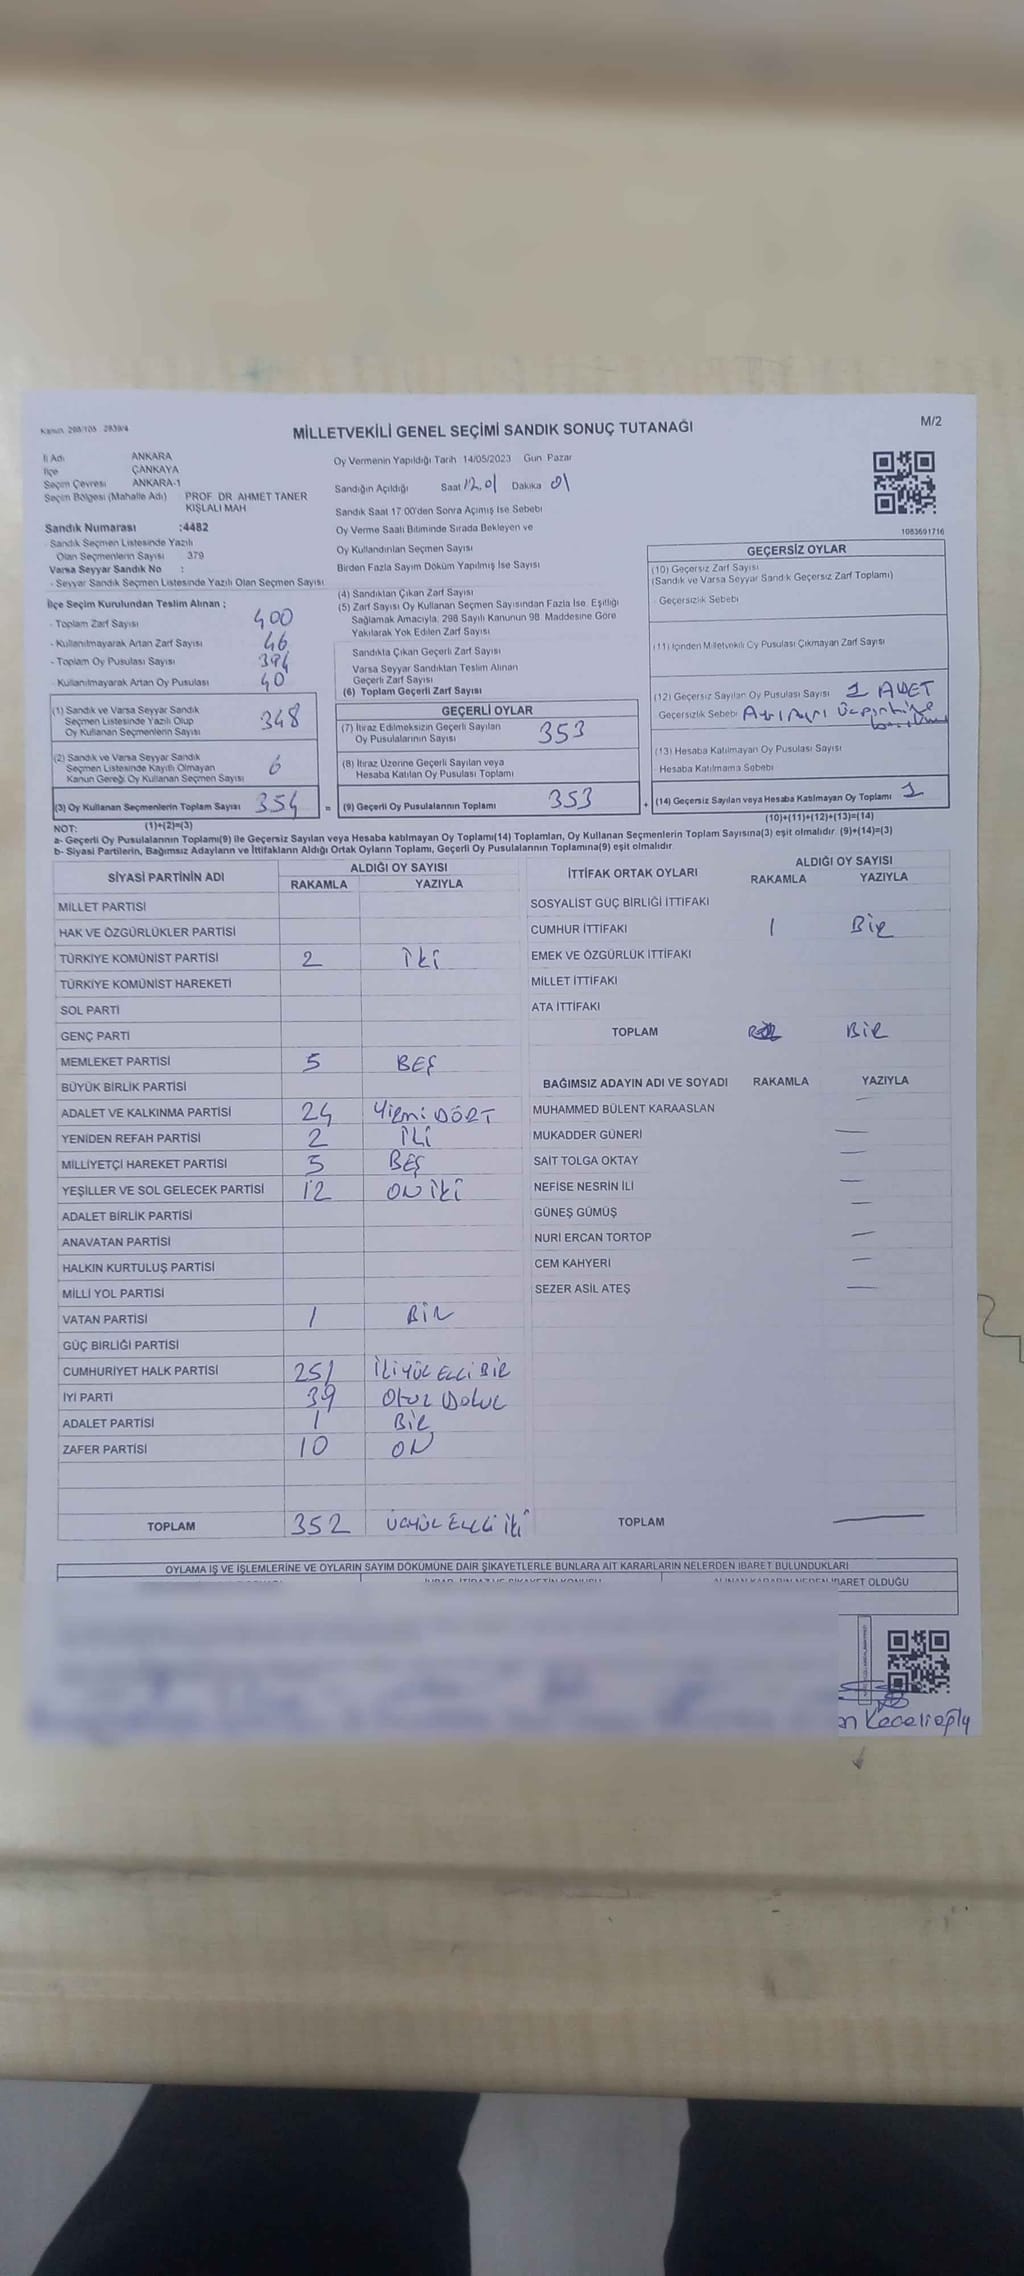 Kanun 298/105 2839/4
MİLLETVEKİLİ GENEL SEÇİMİ SANDIK SONUÇ TUTANAĞI
M/2
İl Adı ANKARA
İlçe ÇANKAYA
Seçim Çevresi ANKARA-1
Seçim Bölgesi (Mahalle Adı) PROF. DR. AHMET TANER KIŞLALI MAH
Sandık Numarası :4482
- Sandık Seçmen Listesinde Yazılı
Olan Seçmenlerin Sayısı 379
Varsa Seyyar Sandık No :
- Seyyar Sandık Seçmen Listesinde Yazılı Olan Seçmen Sayısı
İlçe Seçim Kurulundan Teslim Alınan :
- Toplam Zarf Sayısı 400
- Kullanılmayarak Artan Zarf Sayısı 46
- Toplam Oy Pusulası Sayısı 394
- Kullanılmayarak Artan Oy Pusulası 40
(1) Sandık ve Varsa Seyyar Sandık
Seçmen Listesinde Yazılı Olup
Oy Kullanan Seçmenlerin Sayısı 348
(2) Sandık ve Varsa Seyyar Sandık
Seçmen Listesinde Kayıtlı Olmayan
Kanun Gereği Oy Kullanan Seçmen Sayısı 6
(3) Oy Kullanan Seçmenlerin Toplam Sayısı 354 =
(1)+(2)=(3)
Oy Vermenin Yapıldığı Tarih 14/05/2023 Gün Pazar
Sandığın Açıldığı Saat Dakika 01
Sandık Saat 17:00'den Sonra Açımış İse Sebebi
Oy Verme Saati Bitiminde Sırada Bekleyen ve
Oy Kullandırılan Seçmen Sayısı
Birden Fazla Sayım Döküm Yapılmış İse Sayısı
(4) Sandıktan Çıkan Zarf Sayısı
(5) Zarf Sayısı Oy Kullanan Seçmen Sayısından Fazla İse, Eşitliği
Sağlamak Amacıyla, 298 Sayılı Kanunun 98. Maddesine Göre
Yakılarak Yok Edilen Zarf Sayısı
Sandıkta Çıkan Geçerli Zarf Sayısı
Varsa Seyyar Sandıktan Teslim Alınan
Geçerli Zarf Sayısı
(6) Toplam Geçerli Zarf Sayısı
GEÇERLİ OYLAR
(7) İtiraz Edilmeksizin Geçerli Sayılan
Oy Pusulalarının Sayısı 353
(8) İtiraz Üzerine Geçerli Sayılan veya
Hesaba Katılan Oy Pusulası Toplamı
(9) Geçerli Oy Pusulalarının Toplamı 353 +
1083691716
GEÇERSİZ OYLAR
(10) Geçersiz Zarf Sayısı
(Sandık ve Varsa Seyyar Sandık Geçersiz Zarf Toplamı)
- Geçersizlik Sebebi
(11) İçinden Milletvekili Oy Pusulası Çıkmayan Zarf Sayısı
(12) Geçersiz Sayılan Oy Pusulası Sayısı 1 ADET
Geçersizlik Sebebi Ayrı Ayrı
(13) Hesaba Katılmayan Oy Pusulası Sayısı
- Hesaba Katılmama Sebebi
(14) Geçersiz Sayılan veya Hesaba Katılmayan Oy Toplamı 1
(10)+(11)+(12)+(13)=(14)
NOT:
a- Geçerli Oy Pusulalarının Toplamı(9) ile Geçersiz Sayılan veya Hesaba katılmayan Oy Toplamı(14) Toplamları, Oy Kullanan Seçmenlerin Toplam Sayısına(3) eşit olmalıdır. (9)+(14)=(3)
b- Siyasi Partilerin, Bağımsız Adayların ve İttifakların Aldığı Ortak Oyların Toplamı, Geçerli Oy Pusulalarının Toplamına(9) eşit olmalıdır.
SİYASİ PARTİNİN ADI ALDIĞI OY SAYISI
RAKAMLA YAZIYLA
MİLLET PARTİSİ
HAK VE ÖZGÜRLÜKLER PARTİSİ
TÜRKİYE KOMÜNİST PARTİSİ 2 İKİ
TÜRKİYE KOMÜNİST HAREKETİ
SOL PARTİ
GENÇ PARTİ
MEMLEKET PARTİSİ 5 BEŞ
BÜYÜK BİRLİK PARTİSİ
ADALET VE KALKINMA PARTİSİ 24 YİRMİ DÖRT
YENİDEN REFAH PARTİSİ 2 İKİ
MİLLİYETÇİ HAREKET PARTİSİ 5 BEŞ
YEŞİLLER VE SOL GELECEK PARTİSİ 12 ON İKİ
ADALET BİRLİK PARTİSİ
ANAVATAN PARTİSİ
HALKIN KURTULUŞ PARTİSİ
MİLLİ YOL PARTİSİ
VATAN PARTİSİ 1 BİR
GÜÇ BİRLİĞİ PARTİSİ
CUMHURİYET HALK PARTİSİ 251 İKİ YÜZ ELLİ BİR
İYİ PARTİ 39 OTUZ DOKUZ
ADALET PARTİSİ 1 BİR
ZAFER PARTİSİ 10 ON
TOPLAM 352 ÜÇ YÜZ ELLİ İKİ
İTTİFAK ORTAK OYLARI ALDIĞI OY SAYISI
RAKAMLA YAZIYLA
SOSYALİST GÜÇ BİRLİĞİ İTTİFAKI
CUMHUR İTTİFAKI 1 BİR
EMEK VE ÖZGÜRLÜK İTTİFAKI
MİLLET İTTİFAKI
ATA İTTİFAKI
TOPLAM BİR
BAĞIMSIZ ADAYIN ADI VE SOYADI RAKAMLA YAZIYLA
MUHAMMED BÜLENT KARAASLAN
MUKADDER GÜNERİ
SAİT TOLGA OKTAY
NEFİSE NESRİN İLİ
GÜNEŞ GÜMÜŞ
NURİ ERCAN TORTOP
CEM KAHYERİ
SEZER ASİL ATEŞ
TOPLAM
OYLAMA İŞ VE İŞLEMLERİNE VE OYLARIN SAYIM DÖKÜMÜNE DAİR ŞİKAYETLERLE BUNLARA AİT KARARLARIN NELERDEN İBARET BULUNDUKLARI
ALINAN KARARIN NEDEN İBARET OLDUĞU